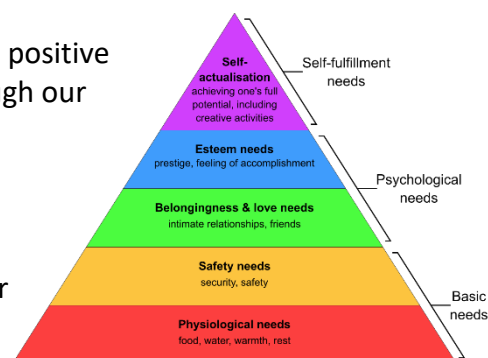 positive
gh our
r
Self-
actualisation
achieving one's full
potential, including
creative activities
Self-fulfillment
needs
Esteem needs
prestige, feeling of accomplishment
Psychological
needs
Belongingness & love needs
intimate relationships, friends
Safety needs
security, safety
Basic
needs
Physiological needs
food, water, warmth, rest